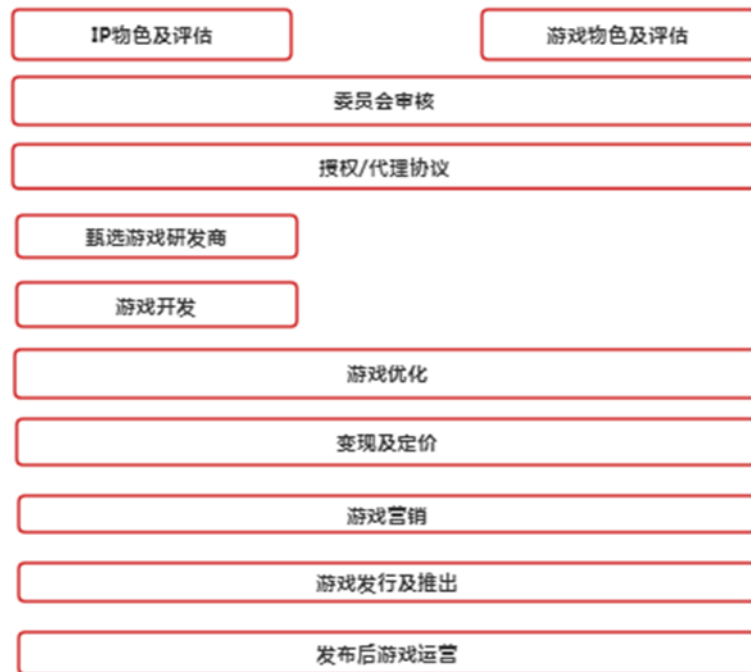 IP物色及评估
游戏物色及评估
委员会审核
授权/代理协议
甄选游戏研发商
游戏开发
游戏优化
变现及定价
游戏营销
游戏发行及推出
发布后游戏运营